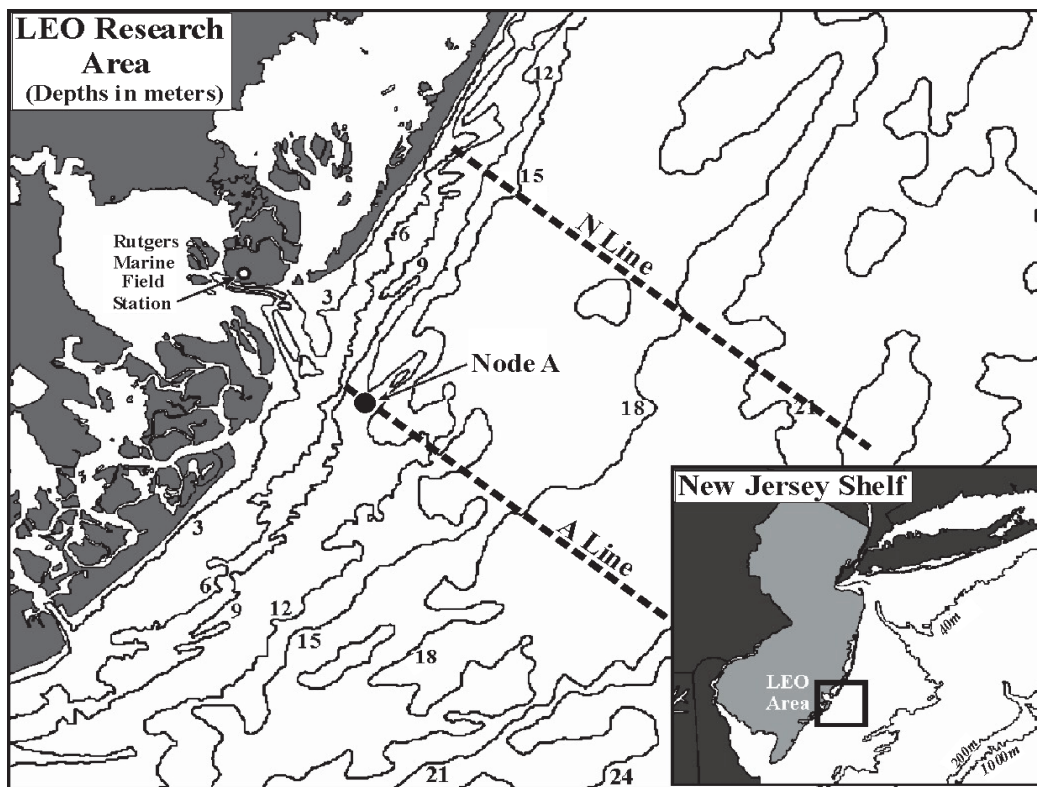 LEO Research
Area
(Depths in meters)
12
15
N Line
6
Rutgers
Marine
Field
Station
9
3
Node A
18
21
A Line
3
6
9
12
15
18
21
24
New Jersey Shelf
40m
LEO
Area
200m
1000m